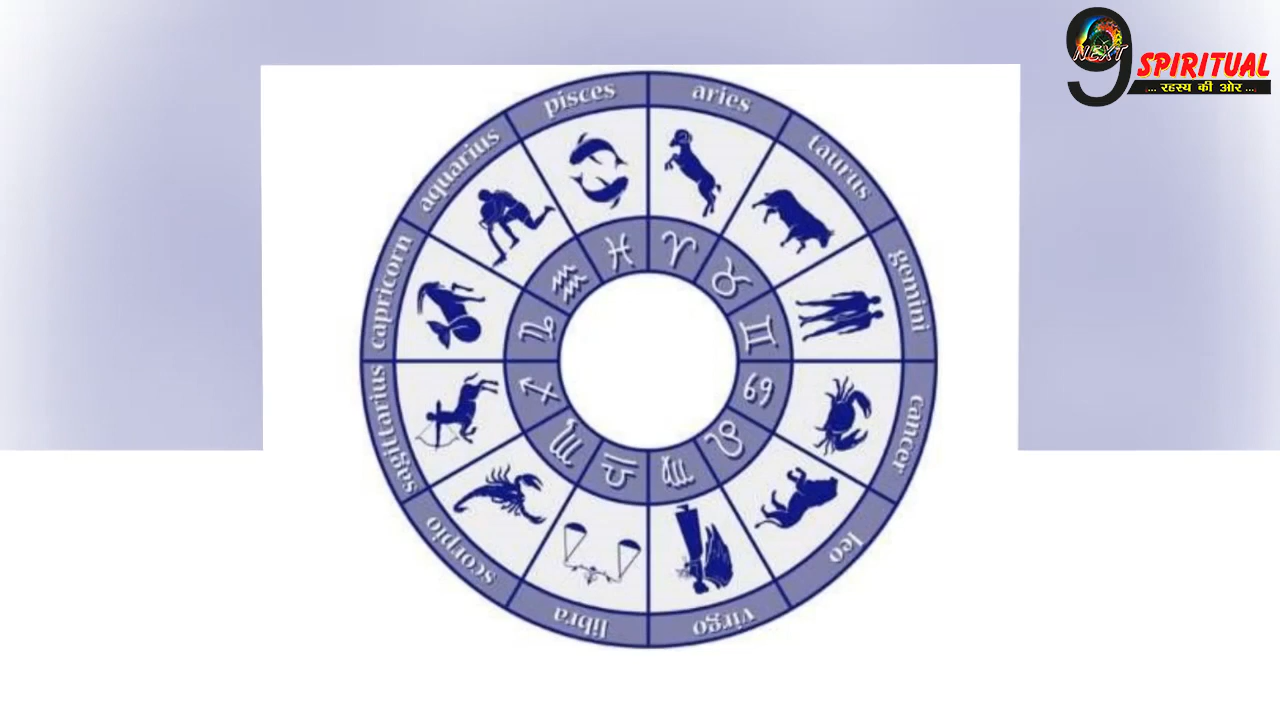 NEXT
9
SPIRITUAL
... रहस्य की ओर ...
aries
taurus
gemini
cancer
leo
virgo
libra
scorpio
sagittarius
capricorn
aquarius
pisces